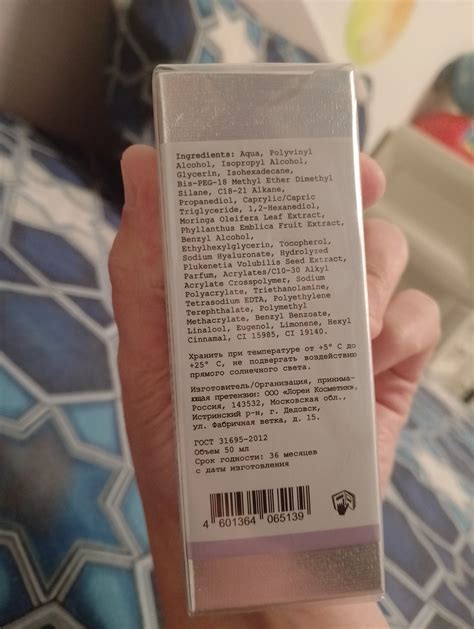 Ingredients: Aqua, Polyvinyl
Alcohol, Isopropyl Alcohol,
Glycerin, Isohexadecane,
Bis-PEG-18 Methyl Ether Dimethyl
Silane, C18-21 Alkane,
Propanediol, Caprylic/Capric
Triglyceride, 1,2-Hexanediol,
Moringa Oleifera Leaf Extract,
Phyllanthus Emblica Fruit Extract,
Benzyl Alcohol,
Ethylhexylglycerin, Tocopherol,
Sodium Hyaluronate, Hydrolyzed
Plukenetia Volubilis Seed Extract,
Parfum, Acrylates/C10-30 Alkyl
Acrylate Crosspolymer, Sodium
Polyacrylate, Triethanolamine,
Tetrasodium EDTA, Polyethylene
Terephthalate, Polymethyl
Methacrylate, Benzyl Benzoate,
Linalool, Eugenol, Limonene, Hexyl
Cinnamal, CI 15985, CI 19140.
Хранить при температуре от +5° С до
+25° С, не подвергать воздействию
прямого солнечного света.
Изготовитель/Организация, принима-
ющая претензии: ООО «Лорен Косметик»,
Россия, 143532, Московская обл.,
Истринский р-н, г. Дедовск,
ул. Фабричная ветка, д. 15.
ГОСТ 31695-2012
Объем 50 мл
Срок годности: 36 месяцев
с даты изготовления
4 601364 065139